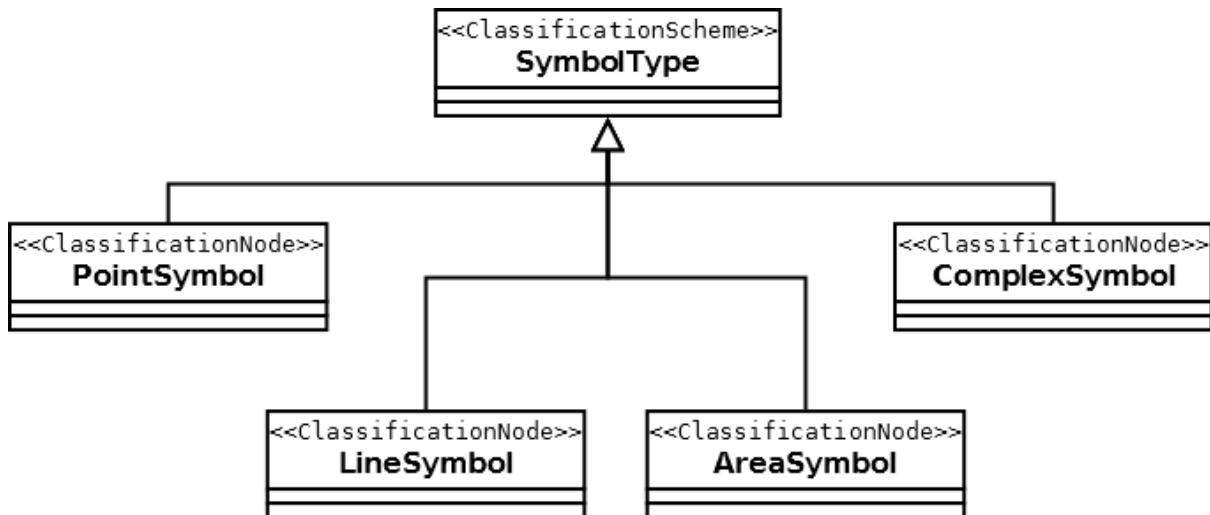 <<ClassificationScheme>>
SymbolType
<<ClassificationNode>>
PointSymbol
<<ClassificationNode>>
ComplexSymbol
<<ClassificationNode>>
LineSymbol
<<ClassificationNode>>
AreaSymbol